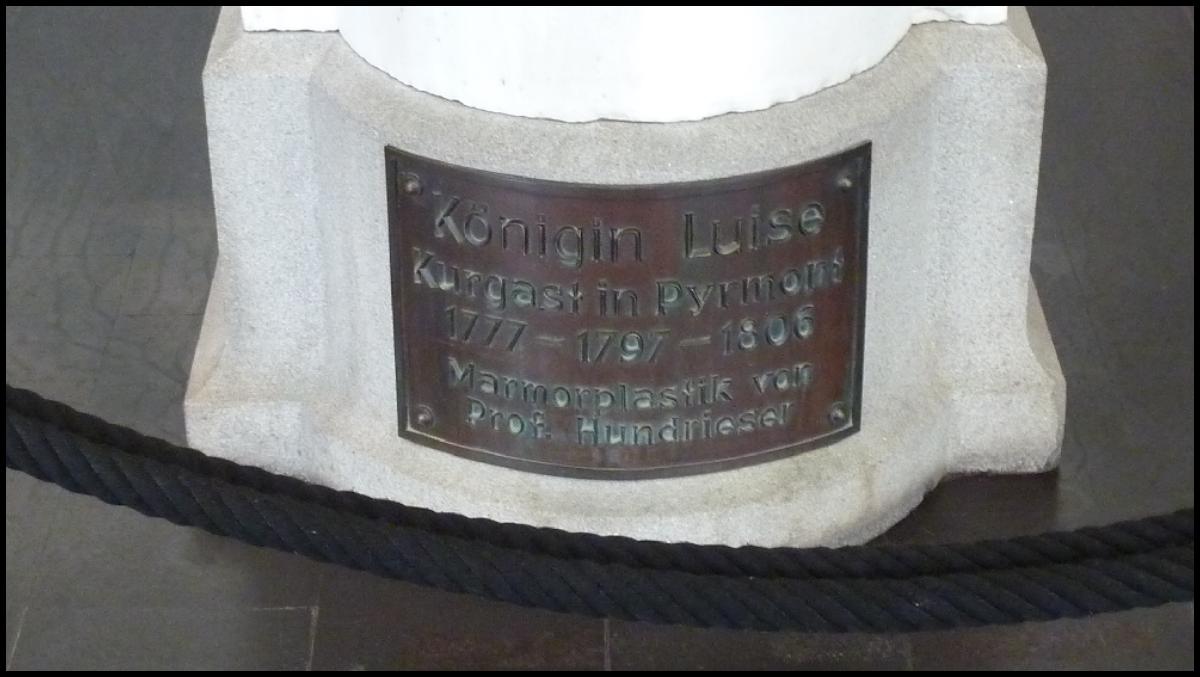 Königin Luise
Kurgast in Pyrmont
1777 – 1797 – 1806
Marmorplastik von
Prof. Hundrieser